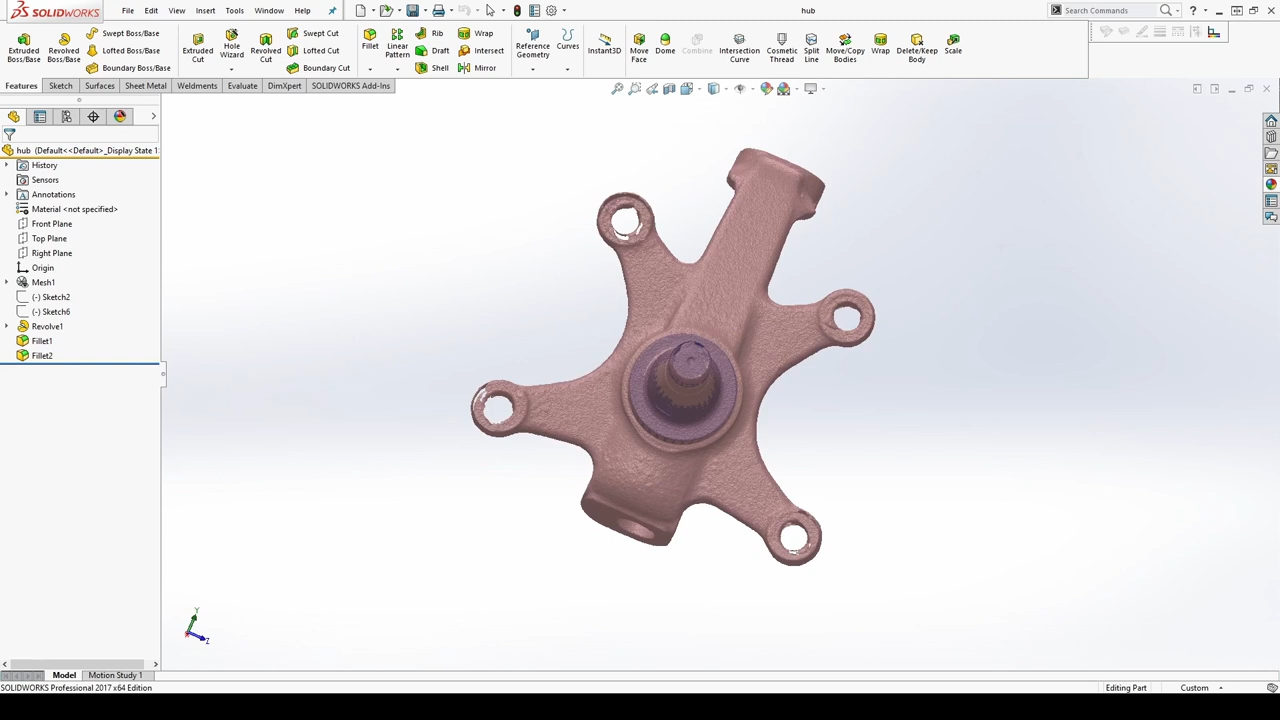 SOLIDWORKS File Edit View Insert Tools Window Help hub Search Commands
Extruded Boss/Base
Revolved Boss/Base
Swept Boss/Base
Lofted Boss/Base
Boundary Boss/Base
Extruded Cut
Hole Wizard
Revolved Cut
Swept Cut
Lofted Cut
Boundary Cut
Fillet
Linear Pattern
Rib
Draft
Shell
Wrap
Intersect
Mirror
Reference Geometry
Curves
Instant3D
Move Face
Dome
Combine
Intersection Curve
Cosmetic Thread
Split Line
Move/Copy Bodies
Wrap
Delete/Keep Body
Scale
Features Sketch Surfaces Sheet Metal Weldments Evaluate DimXpert SOLIDWORKS Add-Ins
hub (Default<<Default>_Display State 1
History
Sensors
Annotations
Material <not specified>
Front Plane
Top Plane
Right Plane
Origin
Mesh1
(-) Sketch2
(-) Sketch6
Revolve1
Fillet1
Fillet2
Y
Z
Model Motion Study 1
SOLIDWORKS Professional 2017 x64 Edition Editing Part Custom